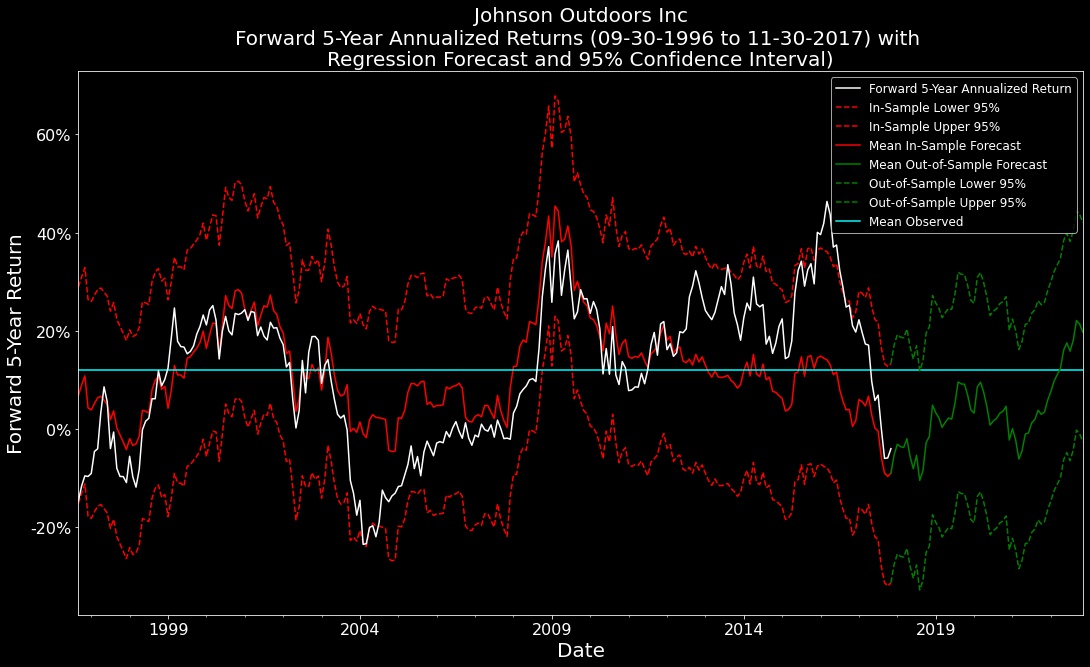 Johnson Outdoors Inc
Forward 5-Year Annualized Returns (09-30-1996 to 11-30-2017) with
Regression Forecast and 95% Confidence Interval)
Forward 5-Year Annualized Return
In-Sample Lower 95%
In-Sample Upper 95%
Mean In-Sample Forecast
Mean Out-of-Sample Forecast
Out-of-Sample Lower 95%
Out-of-Sample Upper 95%
Mean Observed
Forward 5-Year Return
60%
40%
20%
0%
-20%
1999 2004 2009 2014 2019
Date